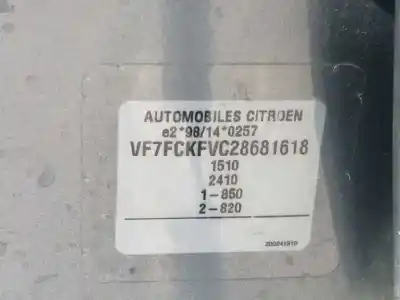 AUTOMOBILES CITROEN
e2*98/14*0257
VF7FCKFVC28681618
1510
2410
1-850
2-820